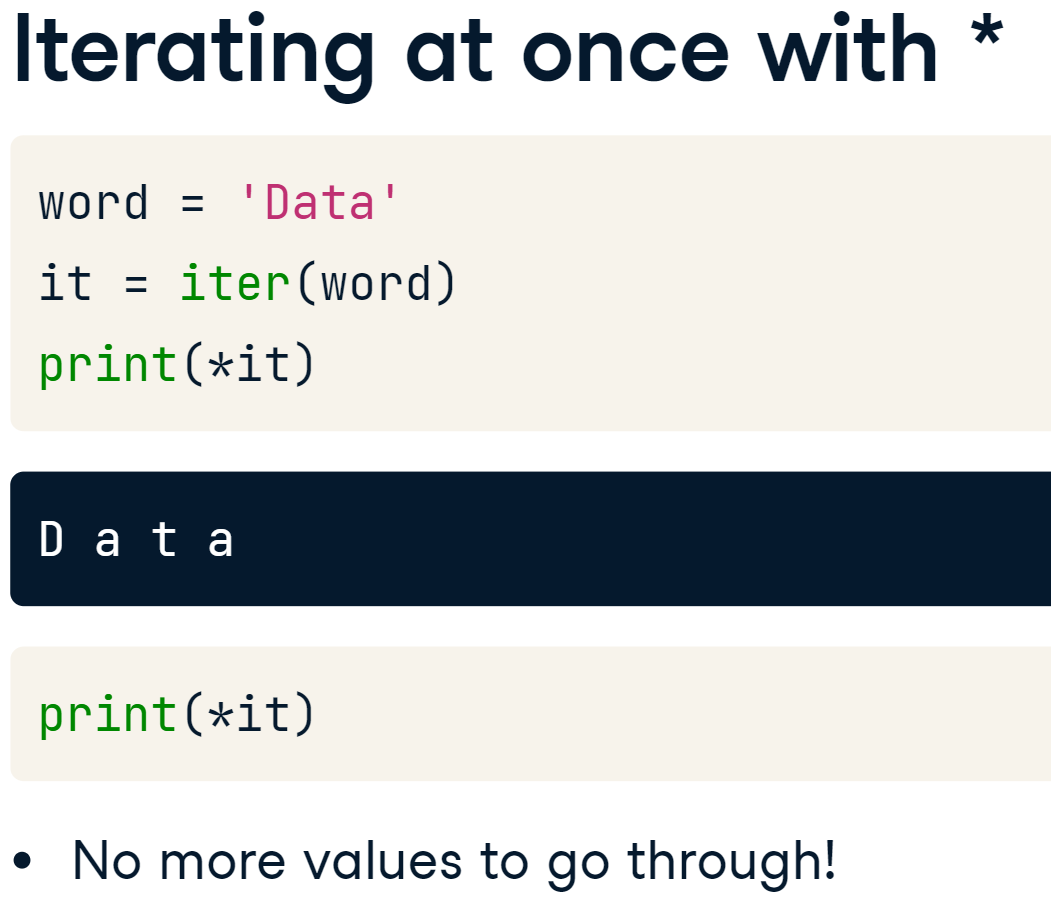 Iterating at once with *
word = 'Data'
it = iter(word)
print(*it)
D a t a
print(*it)
• No more values to go through!